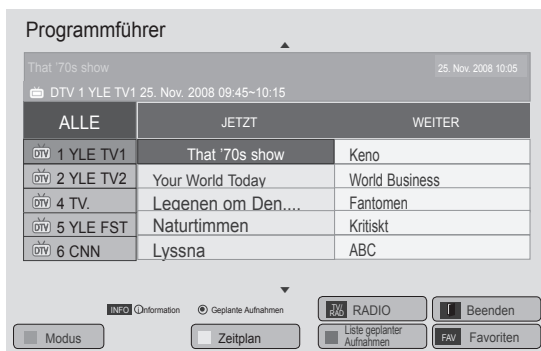 Programmführer
That '70s show 25. Nov. 2008 10:05
DTV 1 YLE TV1 25. Nov. 2008 09:45~10:15
ALLE JETZT WEITER
DTV 1 YLE TV1 That '70s show Keno
DTV 2 YLE TV2 Your World Today World Business
DTV 4 TV. Legenen om Den.... Fantomen
DTV 5 YLE FST Naturtimmen Kritiskt
DTV 6 CNN Lyssna ABC
INFO Information Geplante Aufnahmen TV/RAD RADIO Beenden
Modus Zeitplan Liste geplanter Aufnahmen FAV Favoriten